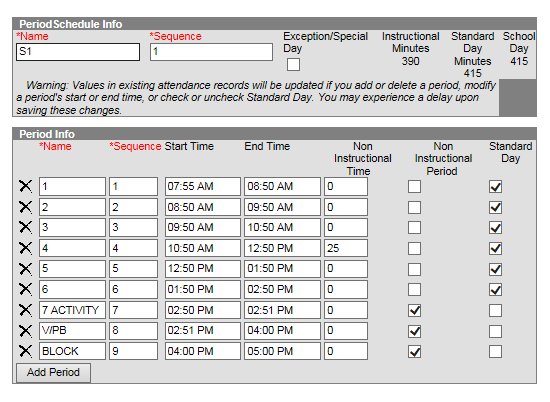 PeriodSchedule Info
*Name *Sequence Exception/Special Day Instructional Minutes Standard Day Minutes School Day
S1 1 390 415 415
Warning: Values in existing attendance records will be updated if you add or delete a period, modify
a period's start or end time, or check or uncheck Standard Day. You may experience a delay upon
saving these changes.
Period Info
*Name *Sequence Start Time End Time Non Instructional Time Non Instructional Period Standard Day
1 1 07:55 AM 08:50 AM 0
2 2 08:50 AM 09:50 AM 0
3 3 09:50 AM 10:50 AM 0
4 4 10:50 AM 12:50 PM 25
5 5 12:50 PM 01:50 PM 0
6 6 01:50 PM 02:50 PM 0
7 ACTIVITY 7 02:50 PM 02:51 PM 0
V/PB 8 02:51 PM 04:00 PM 0
BLOCK 9 04:00 PM 05:00 PM 0
Add Period